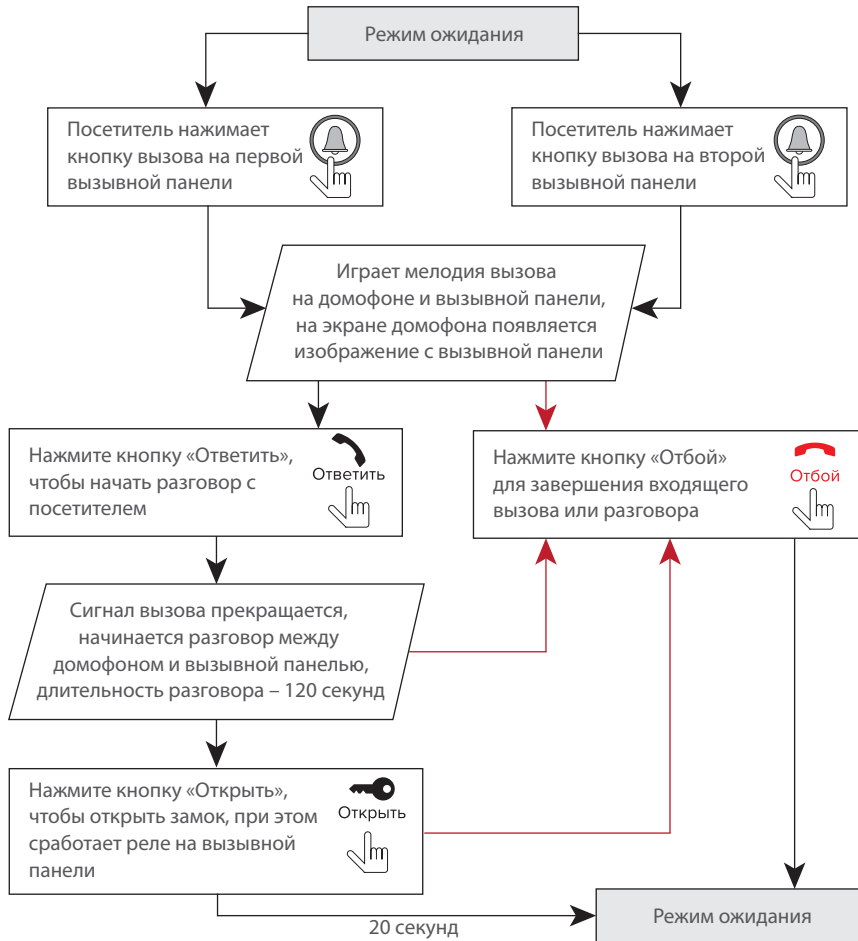 Режим ожидания
Посетитель нажимает
кнопку вызова на первой
вызывной панели
Посетитель нажимает
кнопку вызова на второй
вызывной панели
Играет мелодия вызова
на домофоне и вызывной панели,
на экране домофона появляется
изображение с вызывной панели
Нажмите кнопку «Ответить»,
чтобы начать разговор с
посетителем
Ответить
Нажмите кнопку «Отбой»
для завершения входящего
вызова или разговора
Отбой
Сигнал вызова прекращается,
начинается разговор между
домофоном и вызывной панелью,
длительность разговора – 120 секунд
Нажмите кнопку «Открыть»,
чтобы открыть замок, при этом
сработает реле на вызывной
панели
Открыть
20 секунд
Режим ожидания